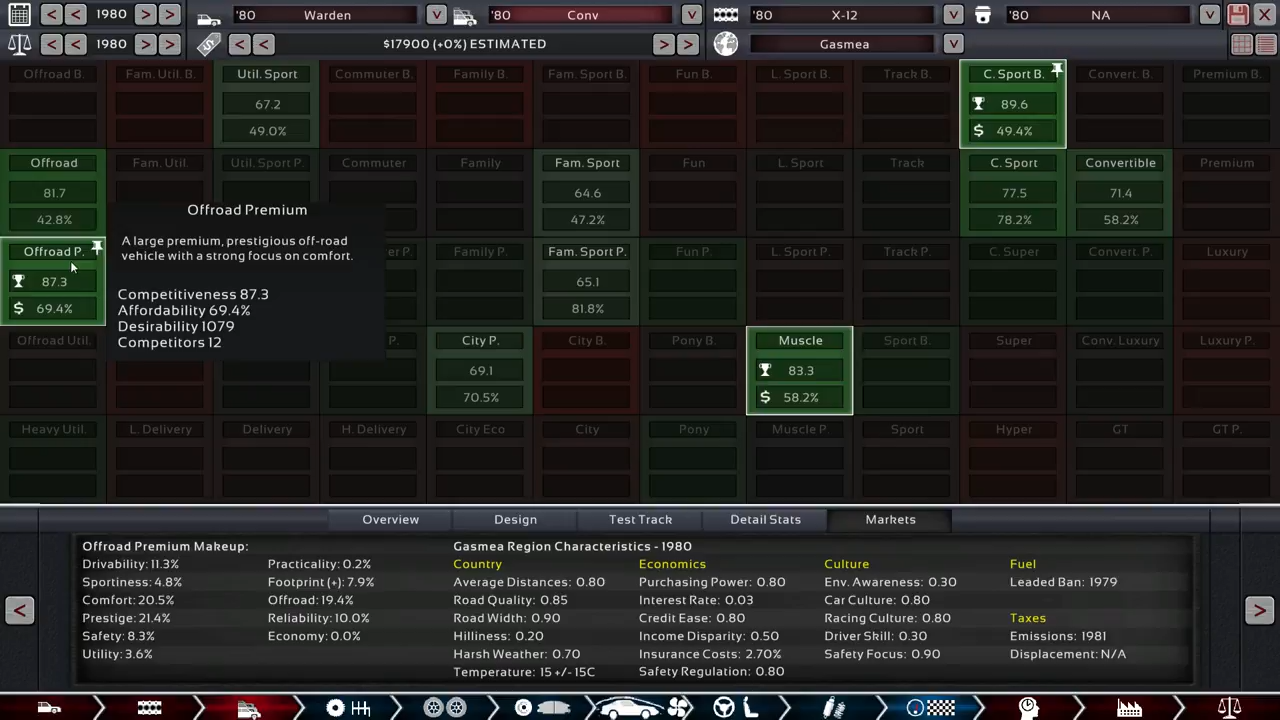 1980 '80 Warden '80 Conv '80 X-12 '80 NA
1980 $17900 (+0%) ESTIMATED Gasmea
Offroad B. Fam. Util. B. Util. Sport Commuter B. Family B. Fam. Sport B. Fun B. L. Sport B. Track B. C. Sport B. Convert. B. Premium B.
67.2 89.6
49.0% $ 49.4%
Offroad Fam. Util. Util. Sport P. Commuter Family Fam. Sport Fun L. Sport Track C. Sport Convertible Premium
81.7 64.6 77.5 71.4
42.8% 47.2% 78.2% 58.2%
Offroad P. er P. Family P. Fam. Sport P. Fun P. L. Sport P. Track P. C. Super Convert. P. Luxury
87.3 65.1
$ 69.4% 81.8%
Offroad Premium
A large premium, prestigious off-road
vehicle with a strong focus on comfort.
Competitiveness 87.3
Affordability 69.4%
Desirability 1079
Competitors 12
Offroad Util. P. City P. City B. Pony B. Muscle Sport B. Super Conv. Luxury Luxury P.
69.1 83.3
70.5% $ 58.2%
Heavy Util. L. Delivery Delivery H. Delivery City Eco City Pony Muscle P. Sport Hyper GT GT P.
Overview Design Test Track Detail Stats Markets
Offroad Premium Makeup: Gasmea Region Characteristics - 1980
Drivability: 11.3% Practicality: 0.2% Country Economics Culture Fuel
Sportiness: 4.8% Footprint (+): 7.9% Average Distances: 0.80 Purchasing Power: 0.80 Env. Awareness: 0.30 Leaded Ban: 1979
Comfort: 20.5% Offroad: 19.4% Road Quality: 0.85 Interest Rate: 0.03 Car Culture: 0.80
Prestige: 21.4% Reliability: 10.0% Road Width: 0.90 Credit Ease: 0.80 Racing Culture: 0.80 Taxes
Safety: 8.3% Economy: 0.0% Hilliness: 0.20 Income Disparity: 0.50 Driver Skill: 0.30 Emissions: 1981
Utility: 3.6% Harsh Weather: 0.70 Insurance Costs: 2.70% Safety Focus: 0.90 Displacement: N/A
Temperature: 15 +/- 15C Safety Regulation: 0.80